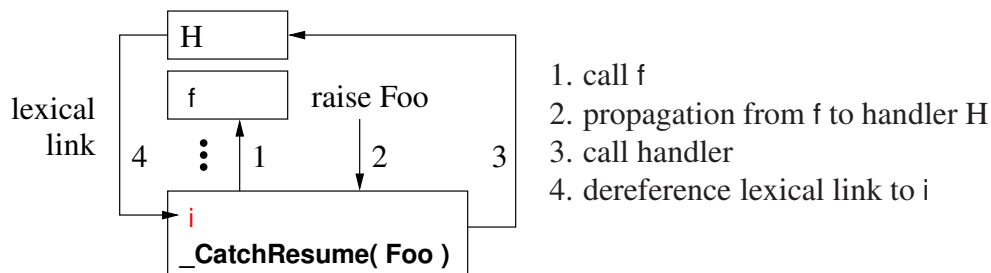 H
f
raise Foo
lexical
link
4
1
2
3
i
_CatchResume( Foo )
1. call f
2. propagation from f to handler H
3. call handler
4. dereference lexical link to i